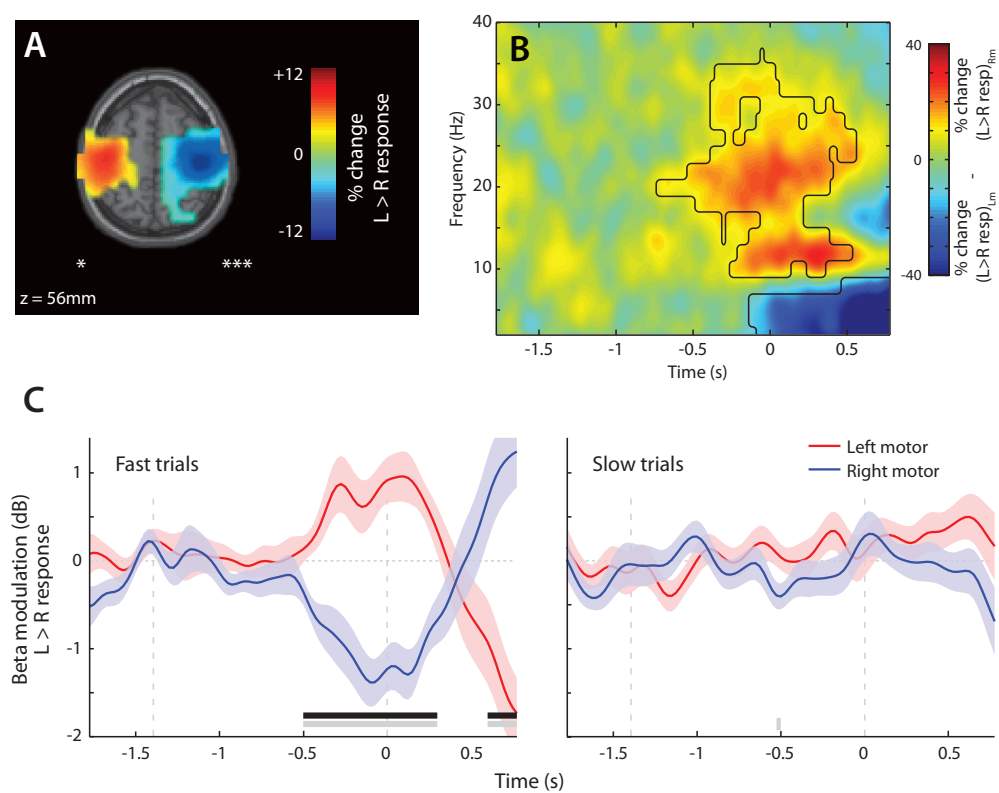 A
+12
0
-12
% change
L > R response
*
***
z = 56mm
B
Frequency (Hz)
40
30
20
10
-1.5
-1
-0.5
0
0.5
Time (s)
40
20
0
-20
-40
% change
(L>R resp)Rm
-
% change
(L>R resp)Lm
C
Beta modulation (dB)
L > R response
Fast trials
1
0
-1
-2
-1.5
-1
-0.5
0
0.5
Slow trials
Left motor
Right motor
-1.5
-1
-0.5
0
0.5
Time (s)